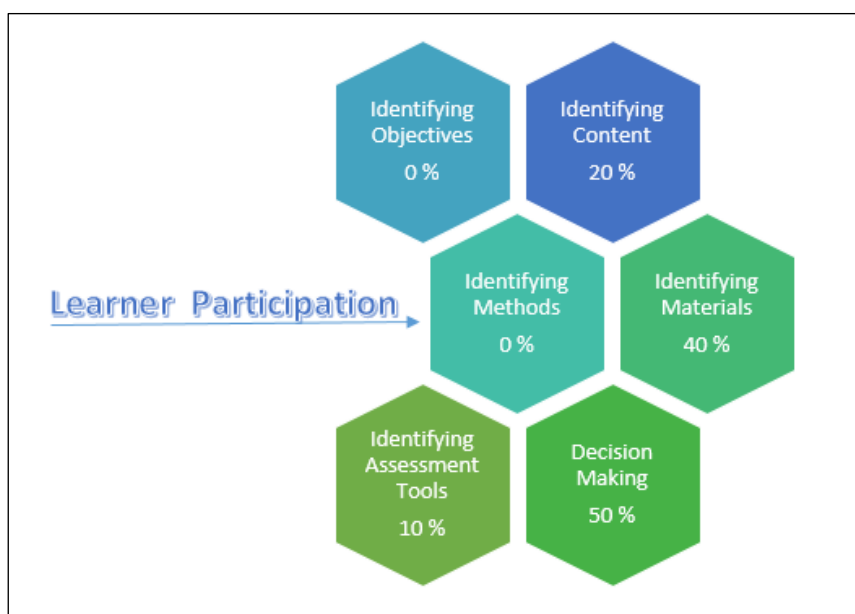 Identifying
Objectives
0 %
Identifying
Content
20 %
Learner Participation
Identifying
Methods
0 %
Identifying
Materials
40 %
Identifying
Assessment
Tools
10 %
Decision
Making
50 %